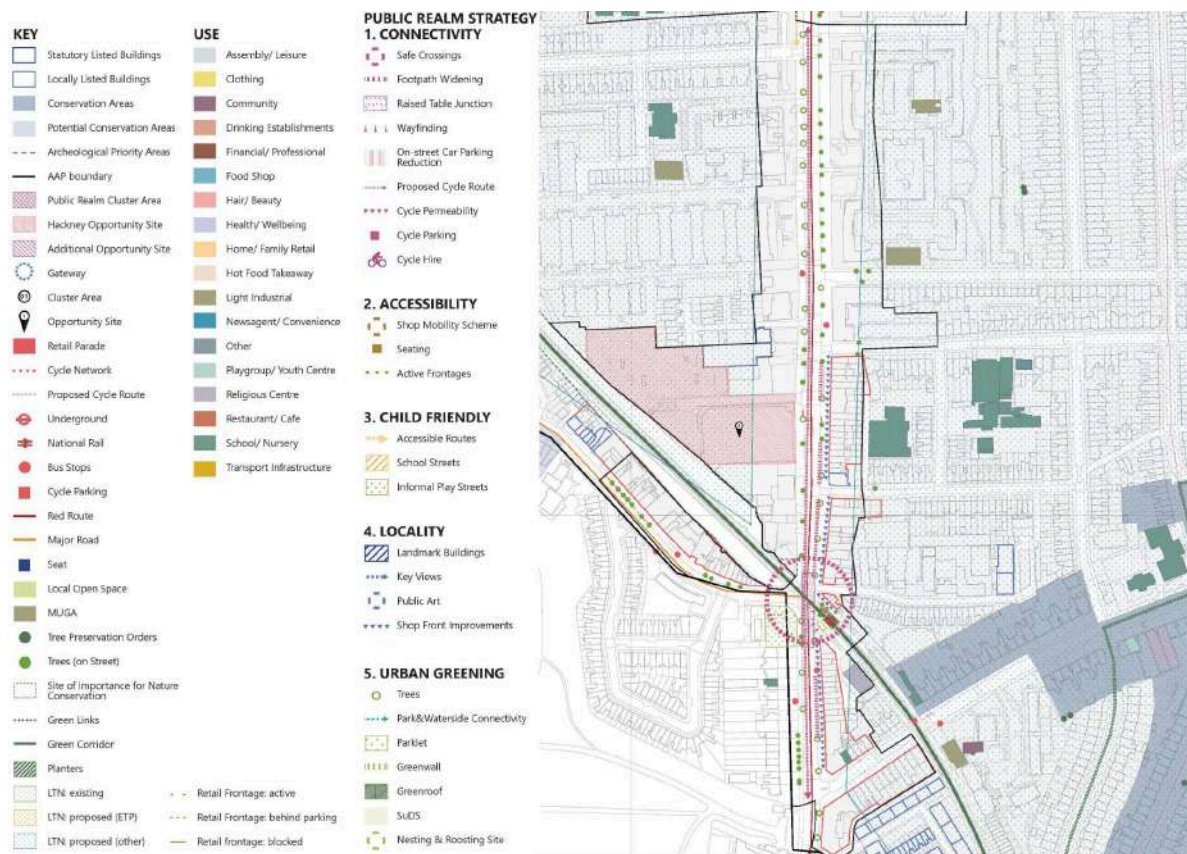 KEY
Statutory Listed Buildings
Locally Listed Buildings
Conservation Areas
Potential Conservation Areas
Archeological Priority Areas
AAP boundary
Public Realm Cluster Area
Hackney Opportunity Site
Additional Opportunity Site
Gateway
Cluster Area
Opportunity Site
Retail Parade
Cycle Network
Proposed Cycle Route
Underground
National Rail
Bus Stops
Cycle Parking
Red Route
Major Road
Seat
Local Open Space
MUGA
Tree Preservation Orders
Trees (on Street)
Site of Importance for Nature
Conservation
Green Links
Green Corridor
Planters
LTN: existing
LTN: proposed (ETP)
LTN: proposed (other)
Retail Frontage: active
Retail Frontage: behind parking
Retail frontage: blocked
USE
Assembly/ Leisure
Clothing
Community
Drinking Establishments
Financial/ Professional
Food Shop
Hair/ Beauty
Health/ Wellbeing
Home/ Family Retail
Hot Food Takeaway
Light Industrial
Newsagent/ Convenience
Other
Playgroup/ Youth Centre
Religious Centre
Restaurant/ Cafe
School/ Nursery
Transport Infrastructure
PUBLIC REALM STRATEGY
1. CONNECTIVITY
Safe Crossings
Footpath Widening
Raised Table Junction
Wayfinding
On-street Car Parking
Reduction
Proposed Cycle Route
Cycle Permeability
Cycle Parking
Cycle Hire
2. ACCESSIBILITY
Shop Mobility Scheme
Seating
Active Frontages
3. CHILD FRIENDLY
Accessible Routes
School Streets
Informal Play Streets
4. LOCALITY
Landmark Buildings
Key Views
Public Art
Shop Front Improvements
5. URBAN GREENING
Trees
Park&Waterside Connectivity
Parklet
Greenwall
Greenroof
SuDS
Nesting & Roosting Site